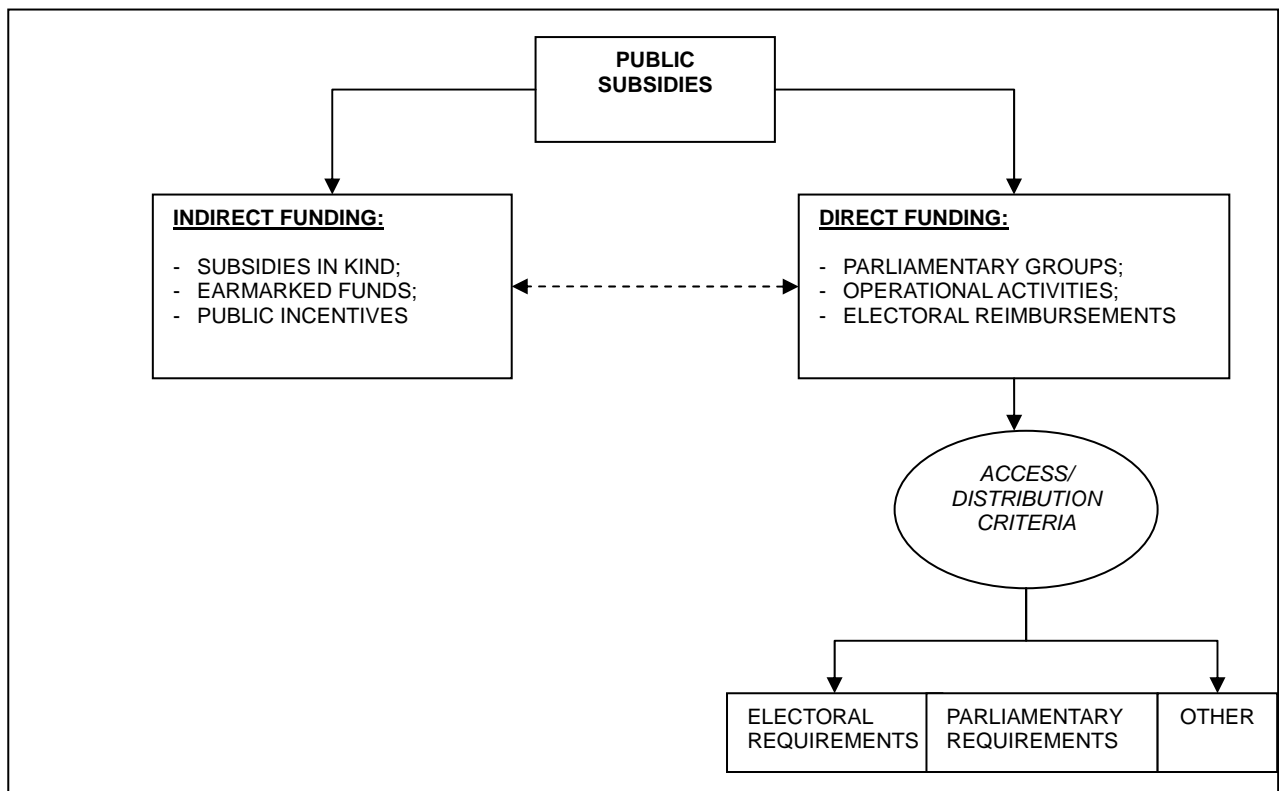 PUBLIC
SUBSIDIES
INDIRECT FUNDING:
- SUBSIDIES IN KIND;
- EARMARKED FUNDS;
- PUBLIC INCENTIVES
DIRECT FUNDING:
- PARLIAMENTARY GROUPS;
- OPERATIONAL ACTIVITIES;
- ELECTORAL REIMBURSEMENTS
ACCESS/
DISTRIBUTION
CRITERIA
ELECTORAL
REQUIREMENTS
PARLIAMENTARY
REQUIREMENTS
OTHER